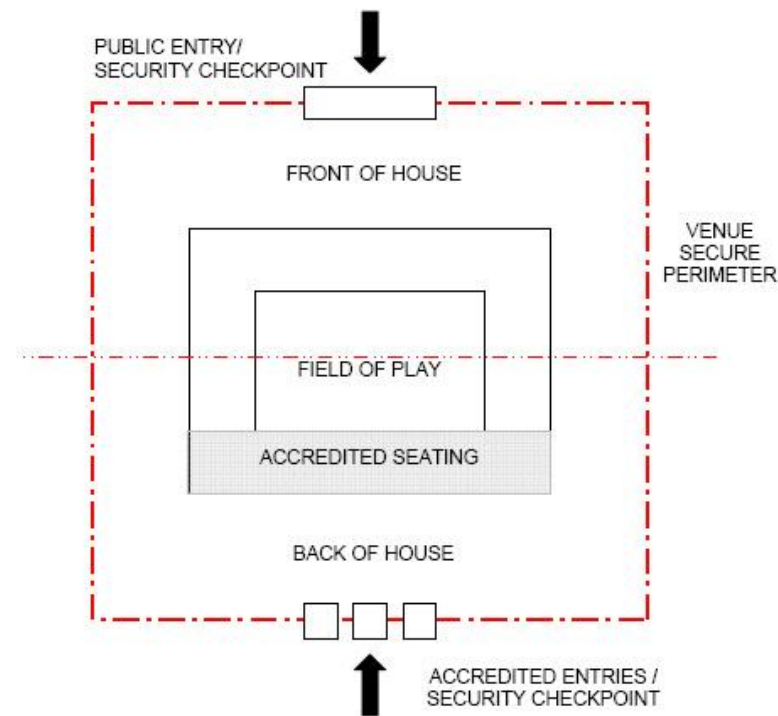 PUBLIC ENTRY/
SECURITY CHECKPOINT
FRONT OF HOUSE
VENUE
SECURE
PERIMETER
FIELD OF PLAY
ACCREDITED SEATING
BACK OF HOUSE
ACCREDITED ENTRIES /
SECURITY CHECKPOINT